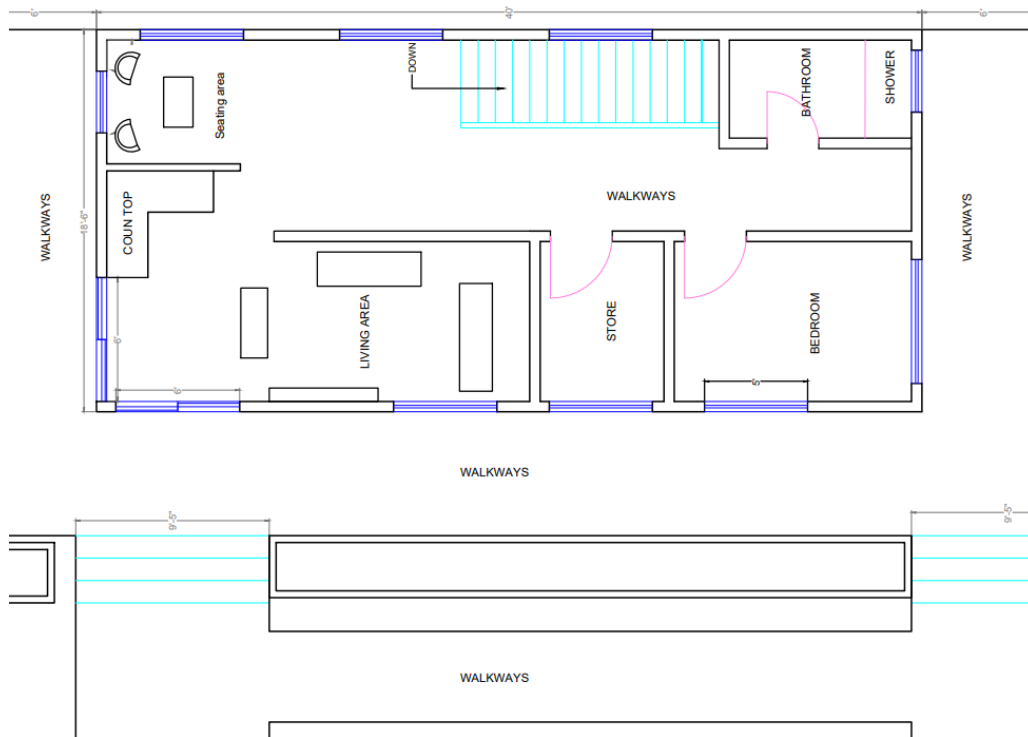 6'
40'
6'
DOWN
Seating area
BATHROOM
SHOWER
WALKWAYS
18'-6"
COUN TOP
WALKWAYS
WALKWAYS
6'
LIVING AREA
STORE
BEDROOM
6'
5'
WALKWAYS
9'-5"
9'-5"
WALKWAYS